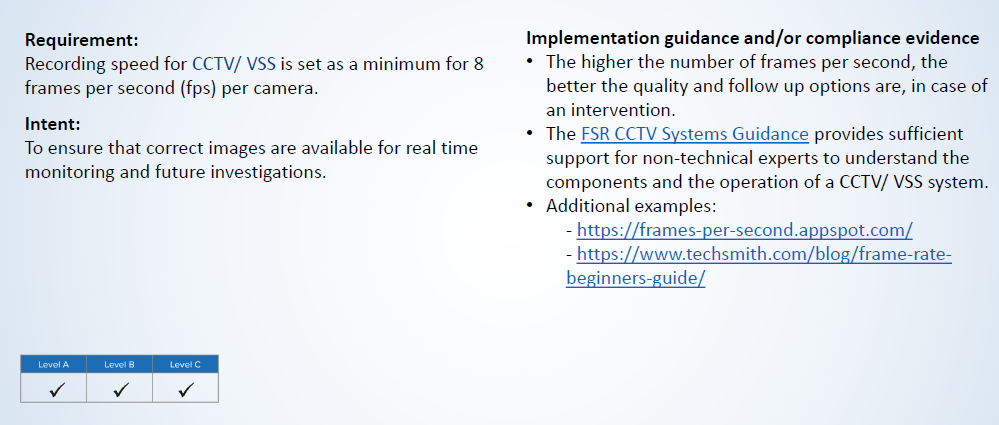 Requirement:
Recording speed for CCTV/ VSS is set as a minimum for 8
frames per second (fps) per camera.
Intent:
To ensure that correct images are available for real time
monitoring and future investigations.
Implementation guidance and/or compliance evidence
• The higher the number of frames per second, the
better the quality and follow up options are, in case of
an intervention.
• The FSR CCTV Systems Guidance provides sufficient
support for non-technical experts to understand the
components and the operation of a CCTV/ VSS system.
• Additional examples:
- https://frames-per-second.appspot.com/
- https://www.techsmith.com/blog/frame-rate-
beginners-guide/
Level A Level B Level C
✓ ✓ ✓